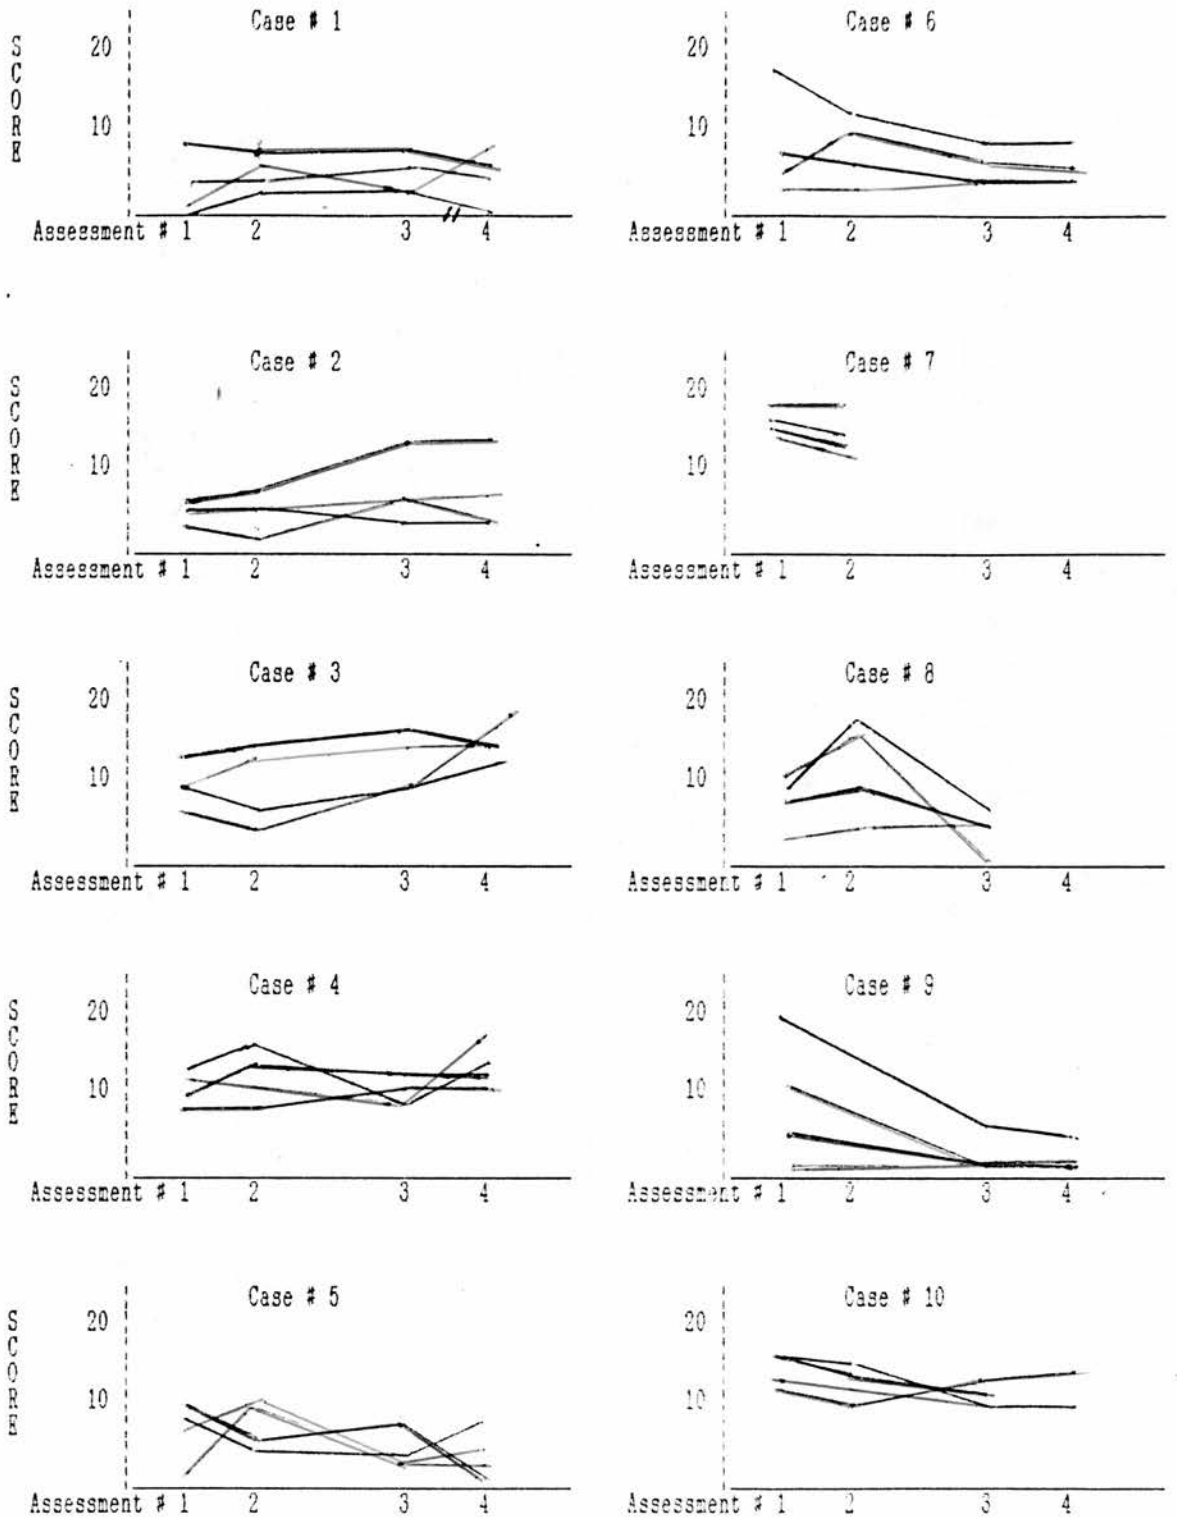 Case # 1
SCORE
20
10
Assessment # 1 2 3 4
Case # 6
20
10
Assessment # 1 2 3 4
Case # 2
SCORE
20
10
Assessment # 1 2 3 4
Case # 7
20
10
Assessment # 1 2 3 4
Case # 3
SCORE
20
10
Assessment # 1 2 3 4
Case # 8
20
10
Assessment # 1 2 3 4
Case # 4
SCORE
20
10
Assessment # 1 2 3 4
Case # 9
20
10
Assessment # 1 2 3 4
Case # 5
SCORE
20
10
Assessment # 1 2 3 4
Case # 10
20
10
Assessment # 1 2 3 4